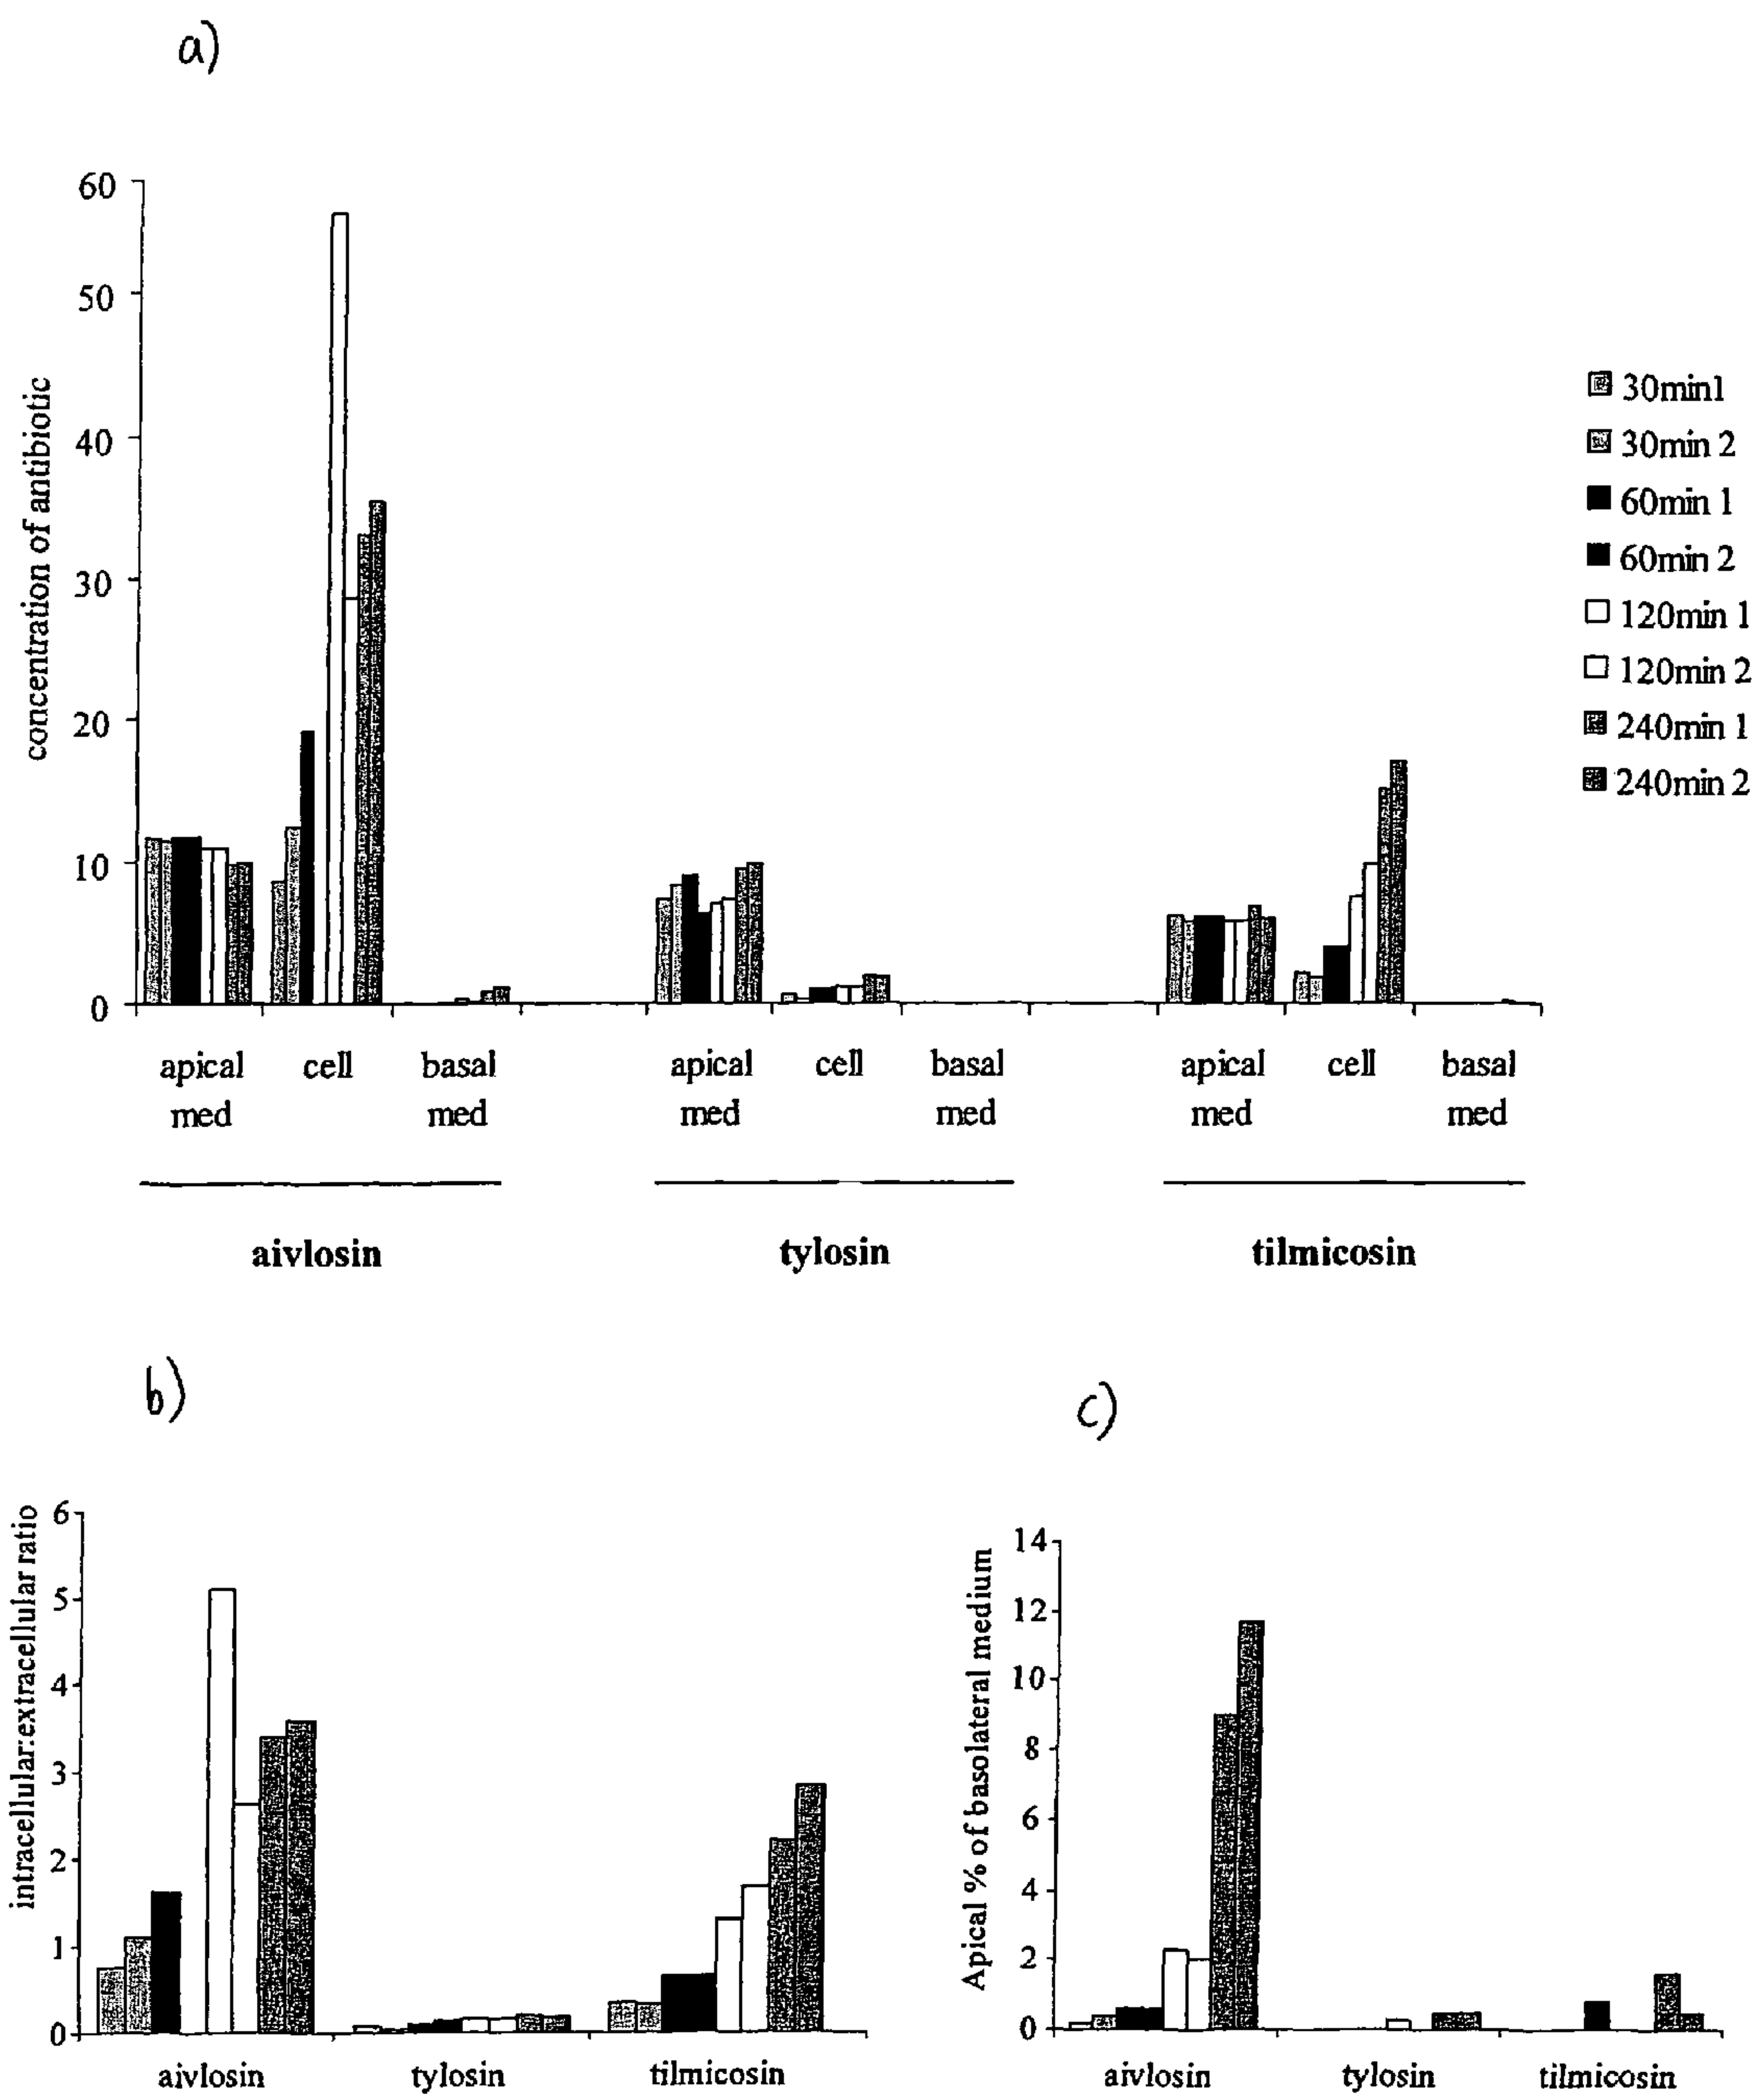 a)
60
50
40
30
20
10
0
concentration of antibiotic
30min1
30min 2
60min 1
60min 2
120min 1
120min 2
240min 1
240min 2
apical cell basal apical cell basal apical cell basal
med med med med med med
aivlosin tylosin tilmicosin
b)
6
5
4
3
2
1
0
intracellular:extracellular ratio
aivlosin tylosin tilmicosin
c)
14
12
10
8
6
4
2
0
Apical % of basolateral medium
aivlosin tylosin tilmicosin